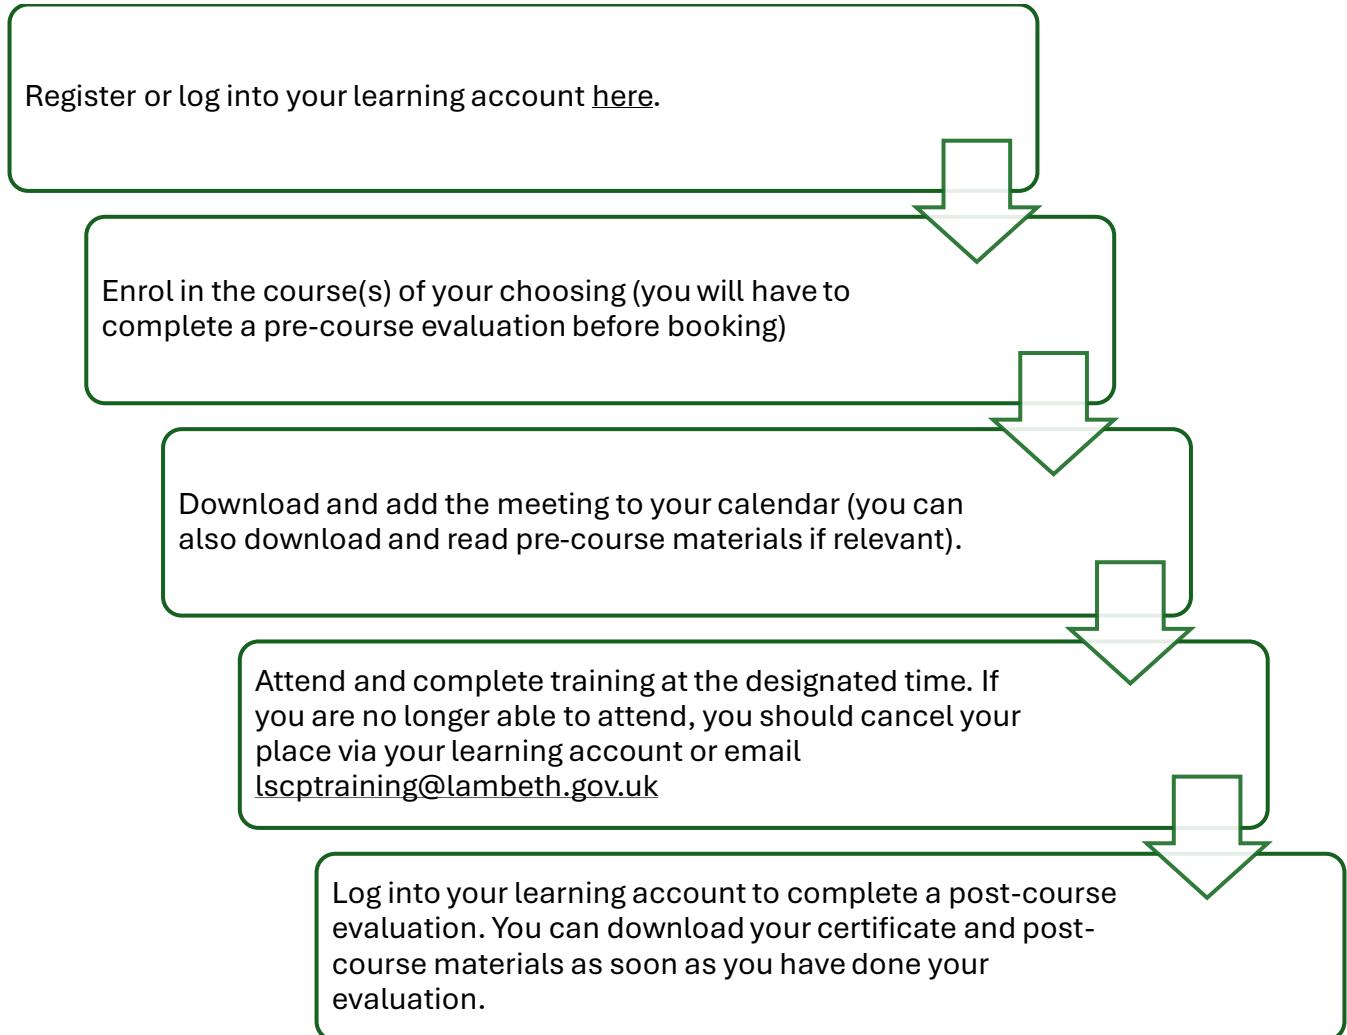 Register or log into your learning account here.
Enrol in the course(s) of your choosing (you will have to
complete a pre-course evaluation before booking)
Download and add the meeting to your calendar (you can
also download and read pre-course materials if relevant).
Attend and complete training at the designated time. If
you are no longer able to attend, you should cancel your
place via your learning account or email
lscptraining@lambeth.gov.uk
Log into your learning account to complete a post-course
evaluation. You can download your certificate and post-
course materials as soon as you have done your
evaluation.